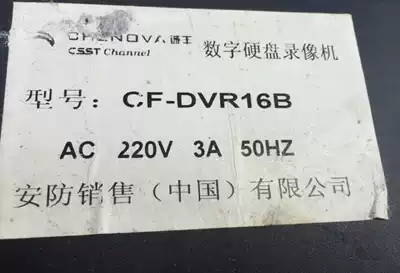 CHENOVA 诚丰
CSST Channel
数字硬盘录像机
型号：CF-DVR16B
AC 220V 3A 50HZ
安防销售（中国）有限公司